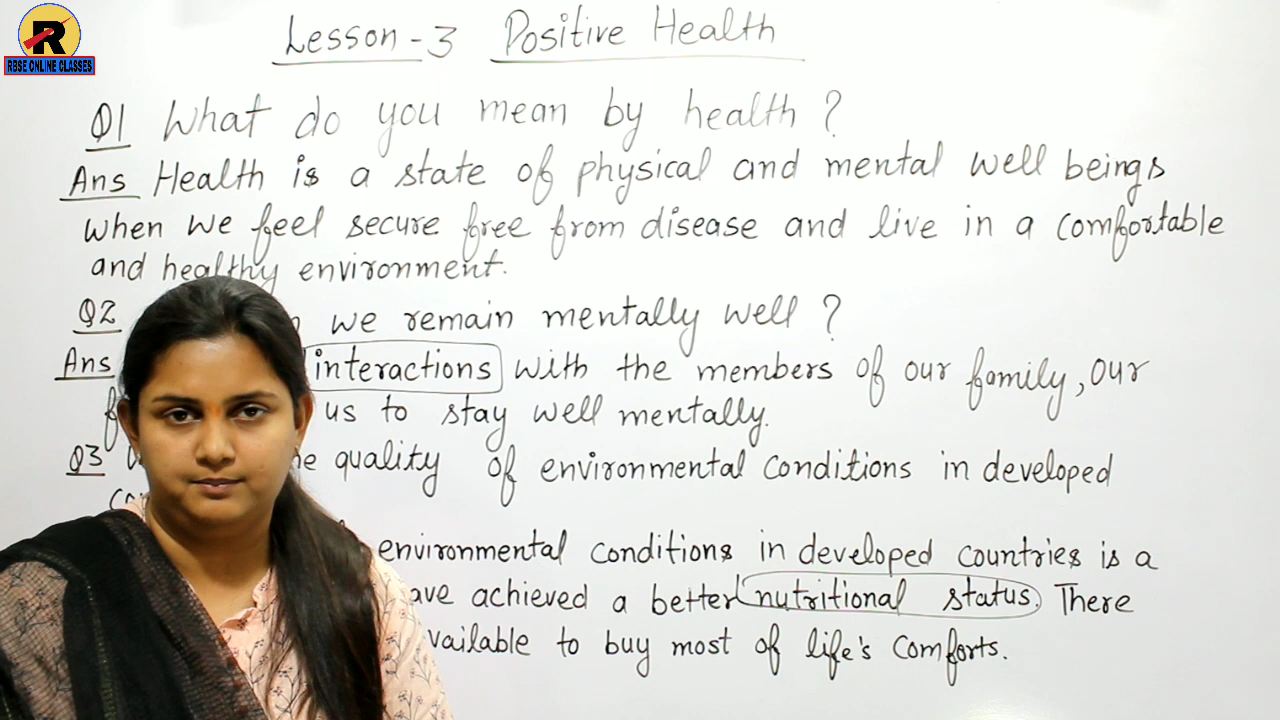 R
RBSE ONLINE CLASSES
Lesson-3 Positive Health
Q1 What do you mean by health?
Ans Health is a state of physical and mental well beings
when we feel secure free from disease and live in a comfortable
and healthy environment.
Q2 we remain mentally well ?
Ans interactions with the members of our family, our
us to stay well mentally.
Q3 quality of environmental conditions in developed
environmental conditions in developed countries is a
achieved a better nutritional status. There
to buy most of life's comforts.